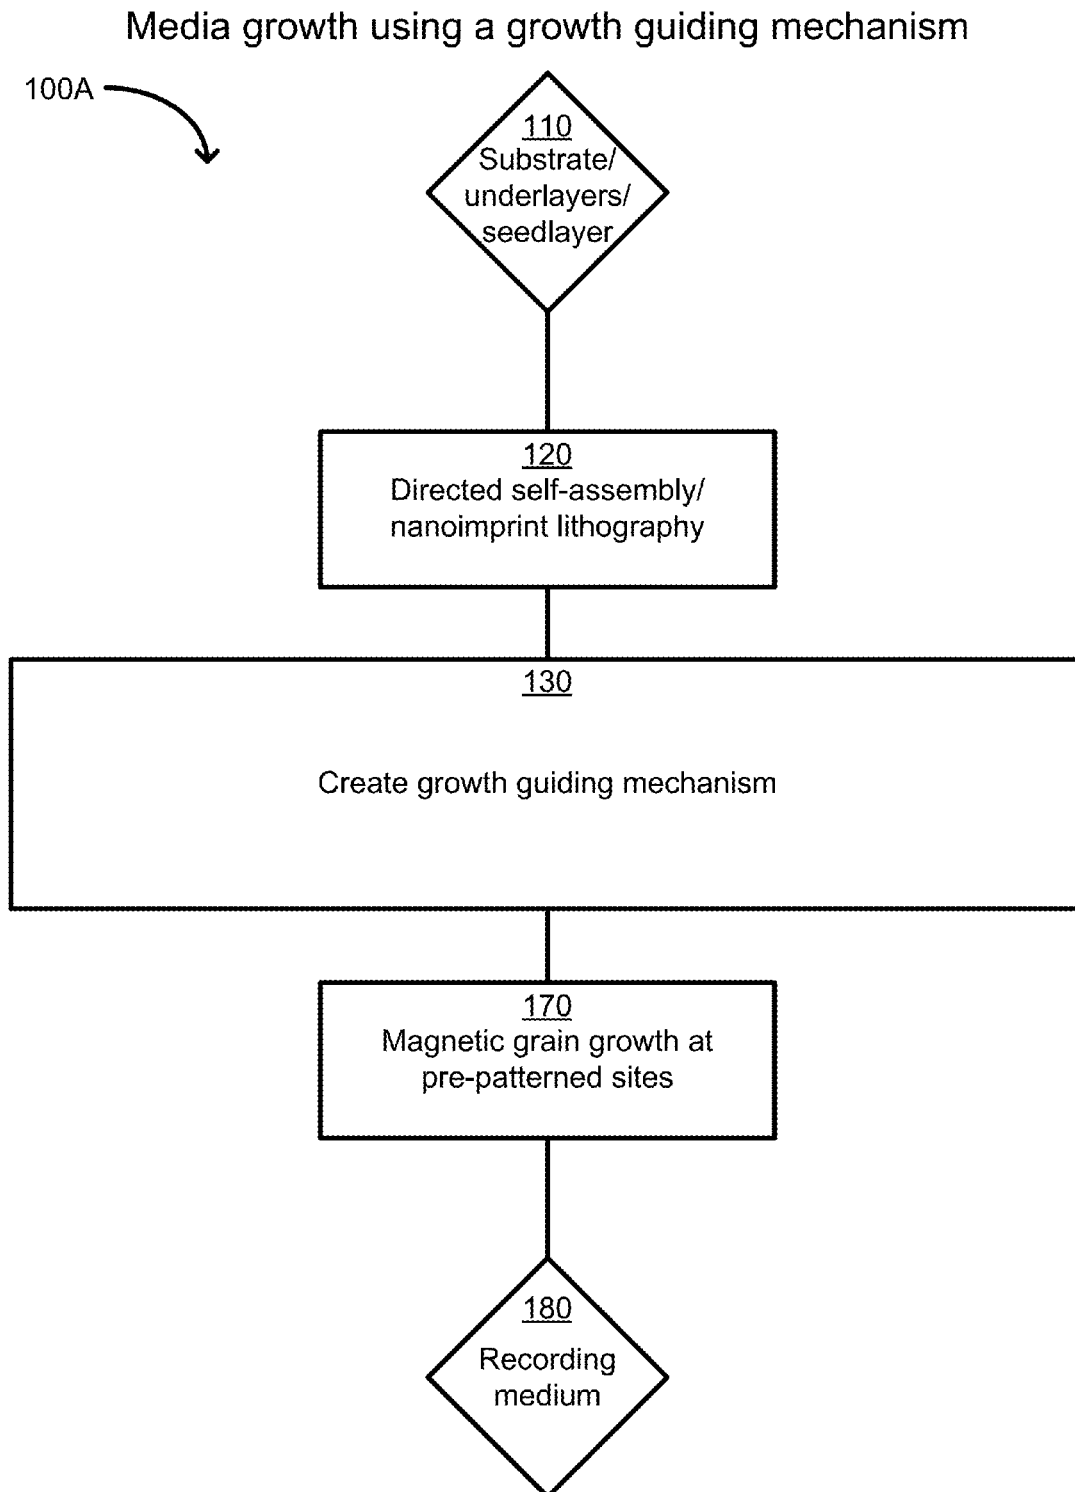 Media growth using a growth guiding mechanism
100A
110
Substrate/
underlayers/
seedlayer
120
Directed self-assembly/
nanoimprint lithography
130
Create growth guiding mechanism
170
Magnetic grain growth at
pre-patterned sites
180
Recording
medium